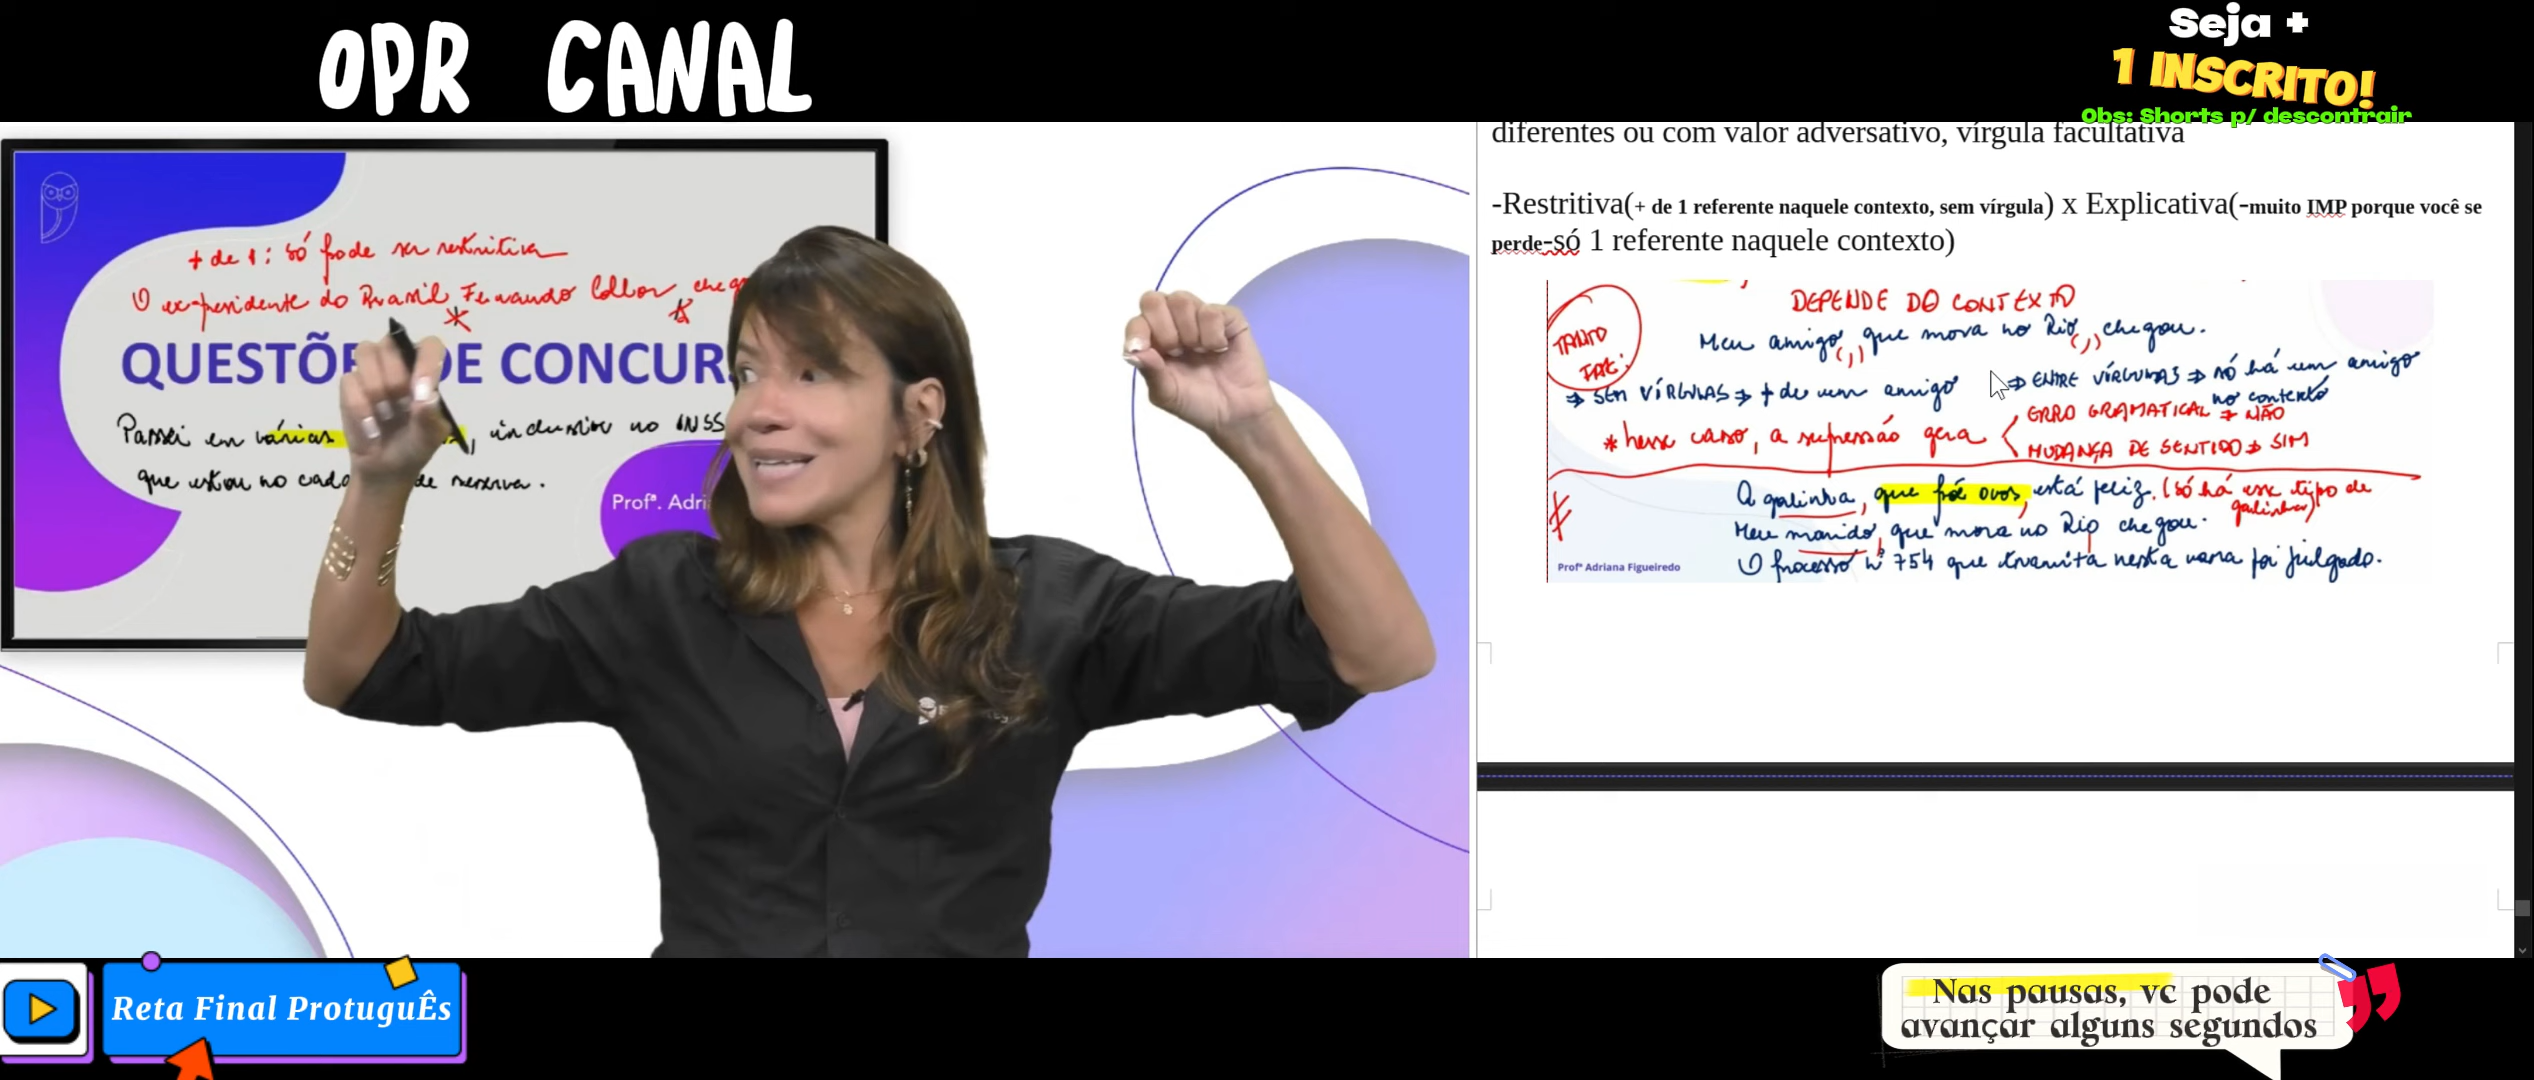 OPR CANAL
Seja +
1 INSCRITO!
Obs: Shorts p/ descontrair
+ de 1: só pode ser restritiva
O ex-presidente do Brasil Fernando Collor cheg
QUESTÕE DE CONCUR
Passei em várias , inclusive no INSS
que estou no cada de reserva.
Profª. Adri
diferentes ou com valor adversativo, vírgula facultativa
-Restritiva(+ de 1 referente naquele contexto, sem vírgula) x Explicativa(-muito IMP porque você se
perde-só 1 referente naquele contexto)
DEPENDE DO CONTEXTO
TANTO
FAZ:
Meu amigo(,) que mora no Rio(,) chegou.
⇒ SEM VÍRGULAS ⇒ + de um amigo
⇒ ENTRE VÍRGULAS ⇒ só há um amigo
no contexto
* nesse caso, a supressão gera
ERRO GRAMATICAL ⇒ NÃO
MUDANÇA DE SENTIDO ⇒ SIM
A galinha, que põe ovos, está feliz. (só há esse tipo de
galinha)
Meu marido, que mora no Rio, chegou.
O processo nº 754 que tramita nesta vara foi julgado.
Profª Adriana Figueiredo
Reta Final ProtuguÊs
Nas pausas, vc pode
avançar alguns segundos